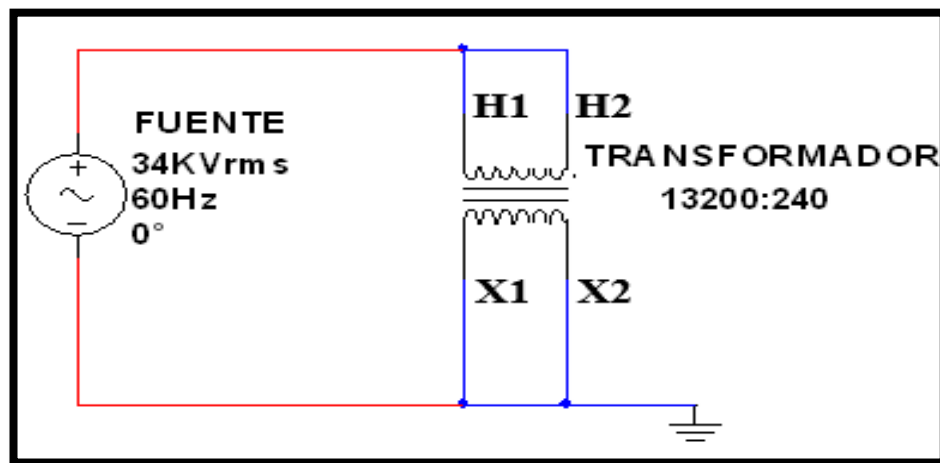 H1 H2
FUENTE
34KVrms
60Hz
0°
TRANSFORMADOR
13200:240
X1 X2